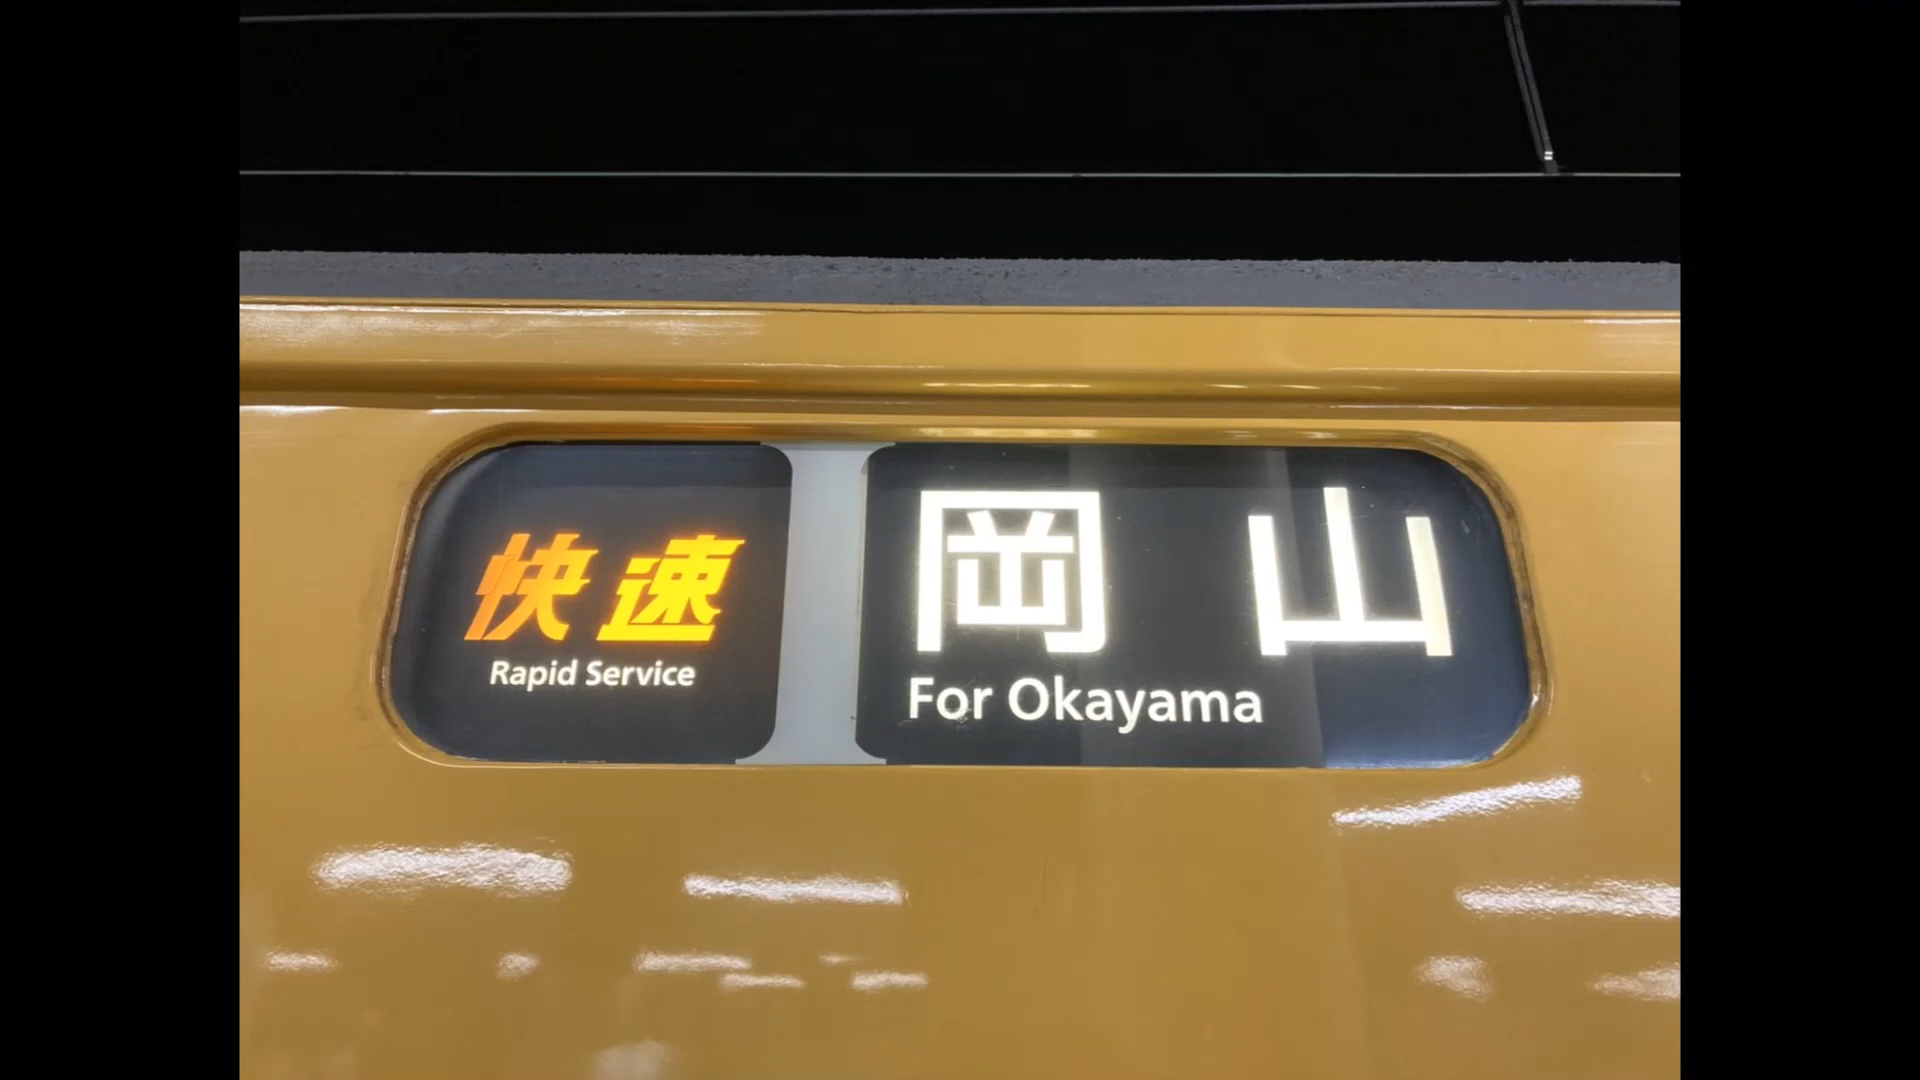 快速
Rapid Service
岡山
For Okayama